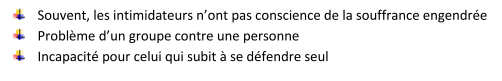 Souvent, les intimidateurs n’ont pas conscience de la souffrance engendrée
Problème d’un groupe contre une personne
Incapacité pour celui qui subit à se défendre seul